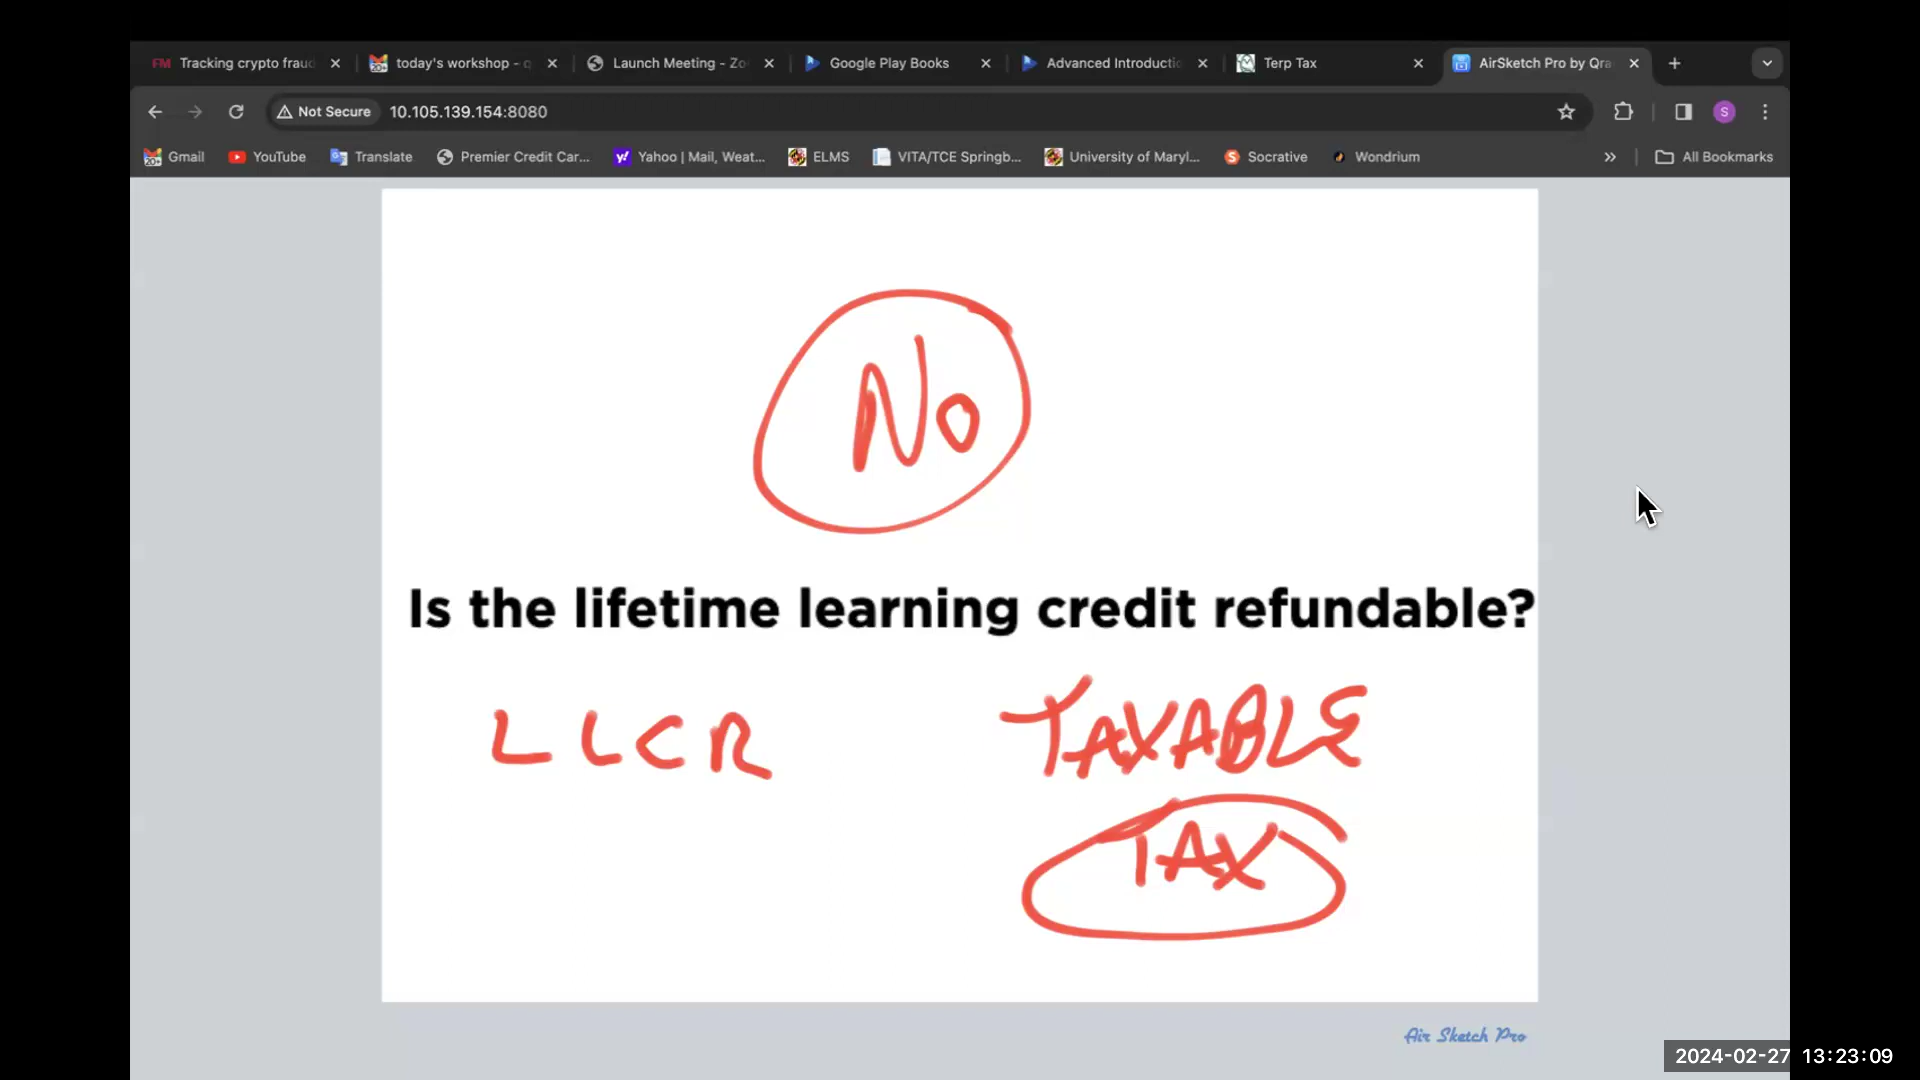 FM Tracking crypto fraud today's workshop - q Launch Meeting - Zo Google Play Books Advanced Introducti Terp Tax AirSketch Pro by Qra
Not Secure 10.105.139.154:8080 S
Gmail YouTube Translate Premier Credit Car... Yahoo | Mail, Weat... ELMS VITA/TCE Springb... University of Maryl... Socrative Wondrium » All Bookmarks
No
Is the lifetime learning credit refundable?
LLCR TAXABLE
TAX
Air Sketch Pro
2024-02-27 13:23:09